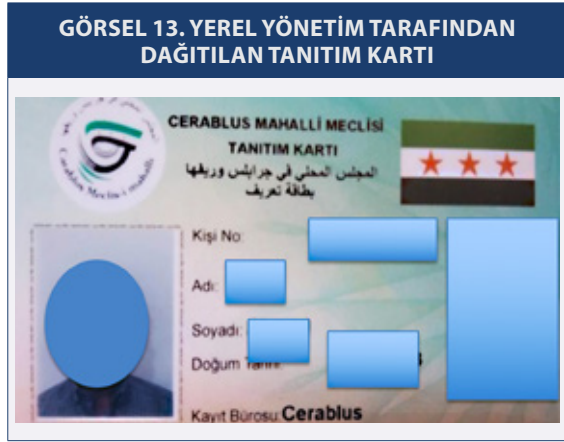 GÖRSEL 13. YEREL YÖNETİM TARAFINDAN
DAĞITILAN TANITIM KARTI
CERABLUS MAHALLİ MECLİSİ
TANITIM KARTI
المجلس المحلي في جرابلس وريفها
بطاقة تعريف
Kişi No:
Adı:
Soyadı:
Doğum
Kayıt Bürosu: Cerablus